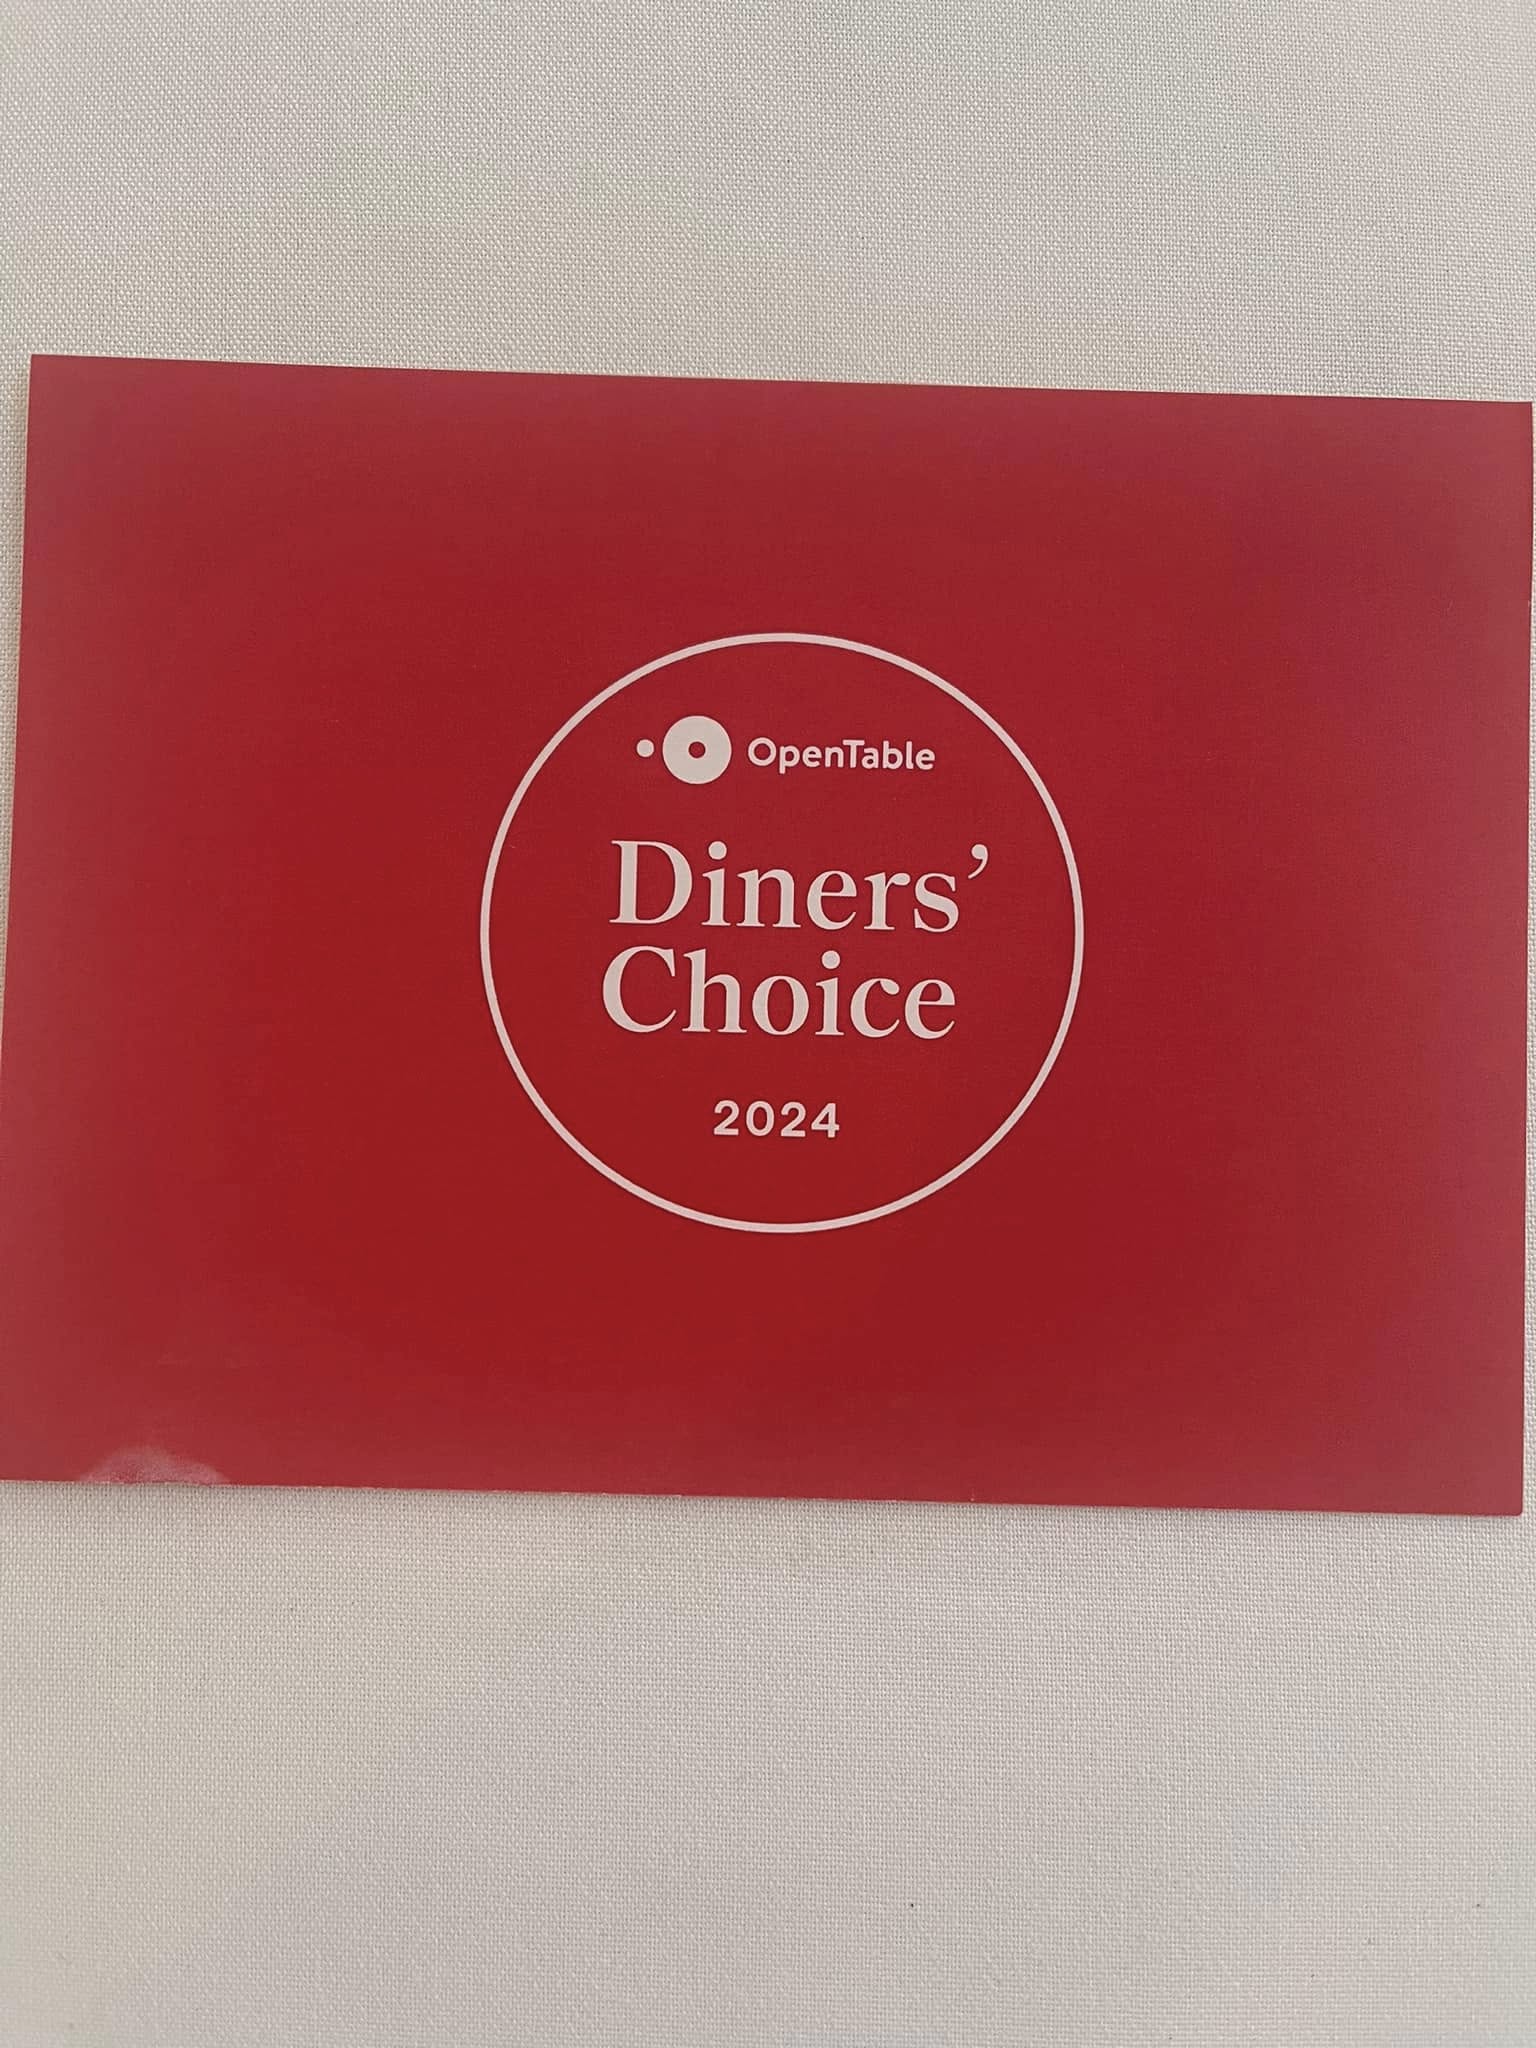 OpenTable
Diners’
Choice
2024